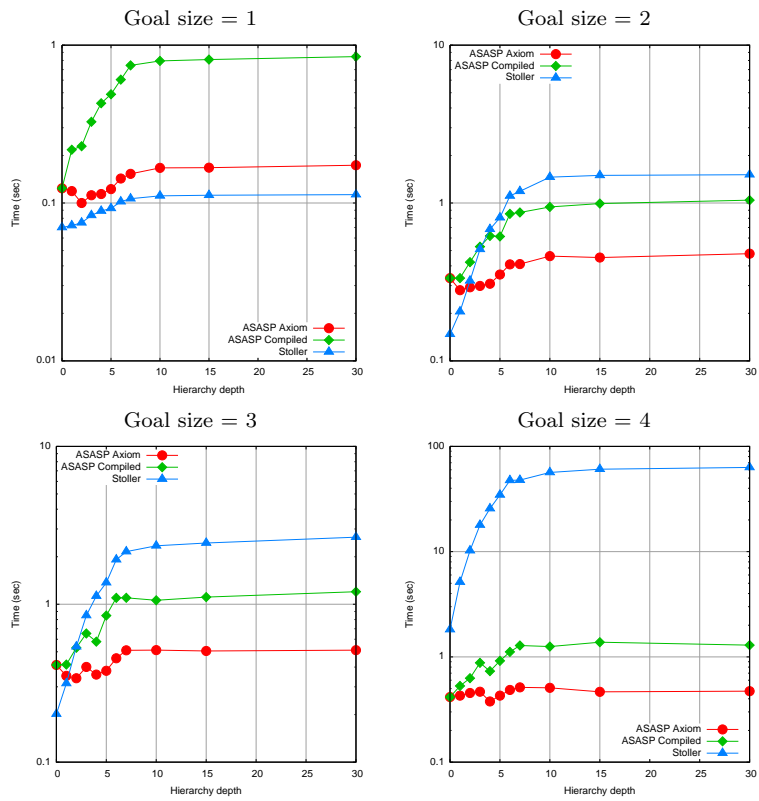 Goal size = 1
1
0.1
0.01
Time (sec)
ASASP Axiom
ASASP Compiled
Stoller
0 5 10 15 20 25 30
Hierarchy depth
Goal size = 2
10
1
0.1
Time (sec)
ASASP Axiom
ASASP Compiled
Stoller
0 5 10 15 20 25 30
Hierarchy depth
Goal size = 3
10
1
0.1
Time (sec)
ASASP Axiom
ASASP Compiled
Stoller
0 5 10 15 20 25 30
Hierarchy depth
Goal size = 4
100
10
1
0.1
Time (sec)
ASASP Axiom
ASASP Compiled
Stoller
0 5 10 15 20 25 30
Hierarchy depth